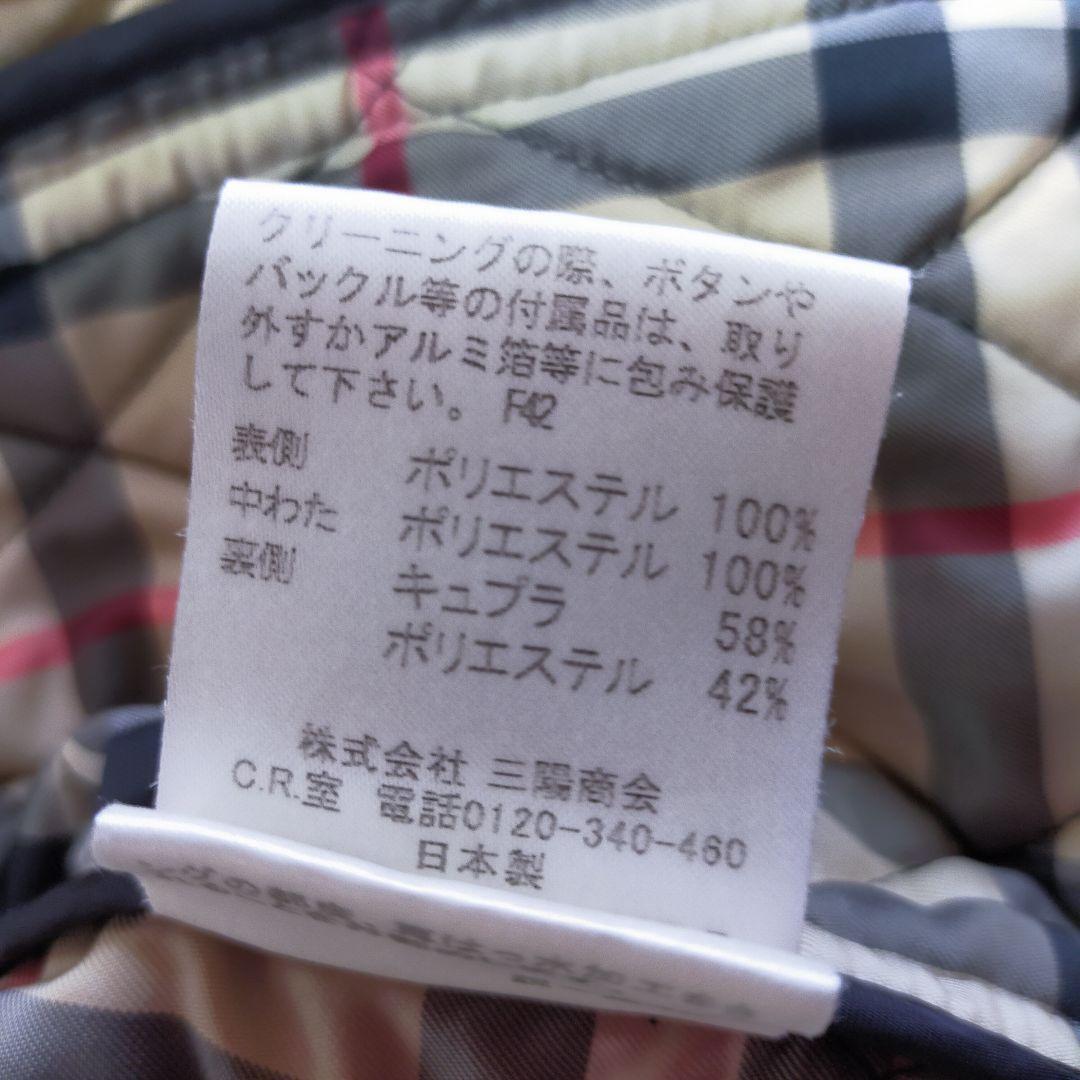 クリーニングの際、ボタンや
バックル等の付属品は、取り
外すかアルミ箔等に包み保護
して下さい。 F42
表側 ポリエステル 100%
中わた ポリエステル 100%
裏側 キュプラ 58%
ポリエステル 42%
株式会社 三陽商会
C.R.室 電話0120-340-460
日本製